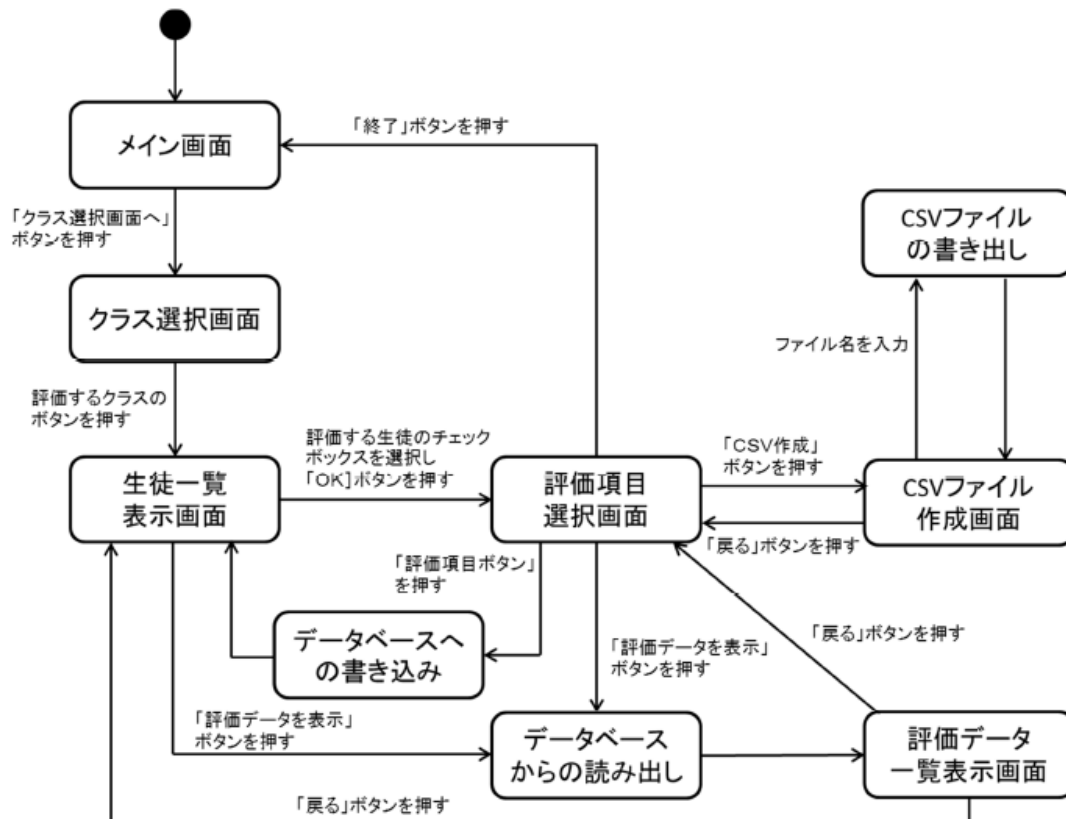 メイン画面
「終了」ボタンを押す
「クラス選択画面へ」
ボタンを押す
CSVファイル
の書き出し
クラス選択画面
ファイル名を入力
評価するクラスの
ボタンを押す
評価する生徒のチェック
ボックスを選択し
「OK]ボタンを押す
「CSV作成」
ボタンを押す
生徒一覧
表示画面
評価項目
選択画面
CSVファイル
作成画面
「戻る」ボタンを押す
「評価項目ボタン」
を押す
データベースへ
の書き込み
「戻る」ボタンを押す
「評価データを表示」
ボタンを押す
「評価データを表示」
ボタンを押す
データベース
からの読み出し
評価データ
一覧表示画面
「戻る」ボタンを押す